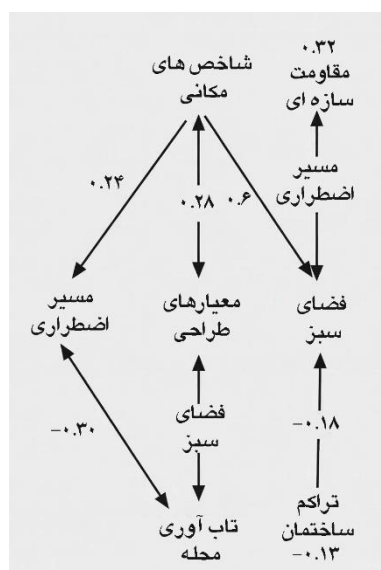 ۰.۳۲
مقاومت
سازه ای
شاخص های
مکانی
مسیر
اضطراری
۰.۲۴
۰.۲۸
۰.۶
مسیر
اضطراری
معیارهای
طراحی
فضای
سبز
فضای
سبز
-۰.۳۰
-۰.۱۸
تاب آوری
محله
تراکم
ساختمان
-۰.۱۳